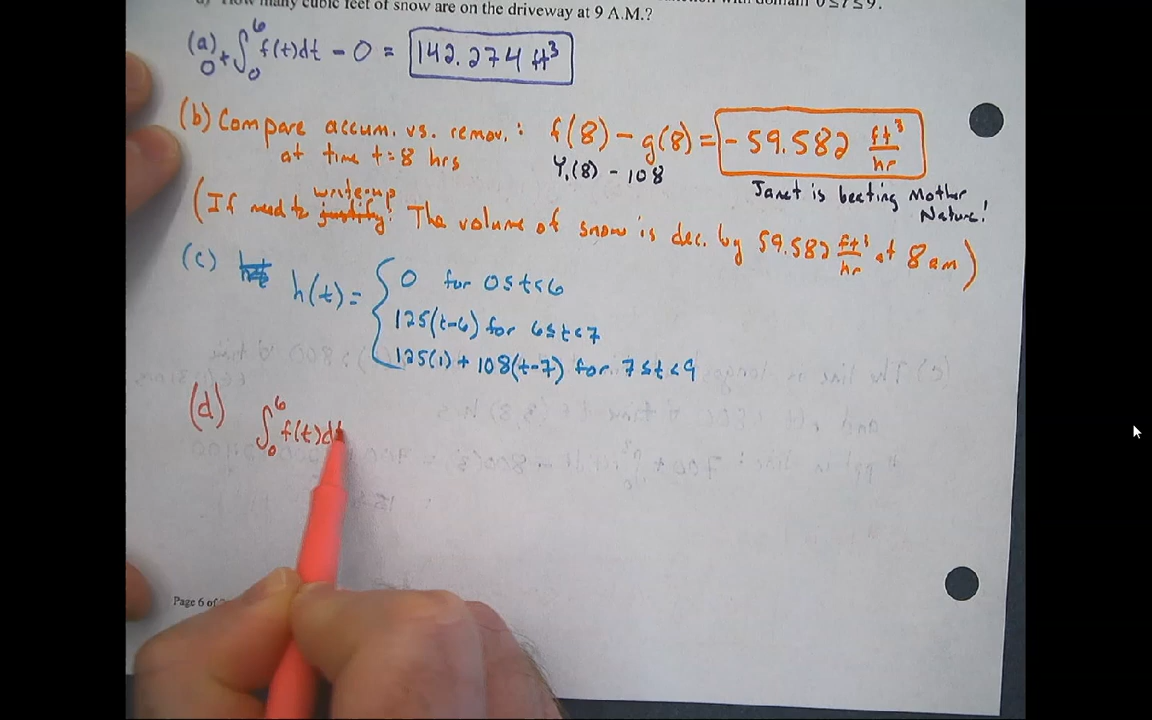 many cubic feet of snow are on the driveway at 9 A.M.?
(a) 0 + ∫₀⁶ f(t)dt - 0 = 142.274 ft³
(b) Compare accum. vs. remov. : f(8) - g(8) = -59.582 ft³/hr
at time t=8 hrs Y₁(8) - 108
Janet is beating Mother
Nature!
write-up
(If need to justify: The volume of snow is dec. by 59.582 ft³/hr at 8am)
(c) h(t) = { 0 for 0≤t<6
125(t-6) for 6≤t<7
125(1) + 108(t-7) for 7≤t<9
(d) ∫₀⁶ f(t)dt
Page 6 of